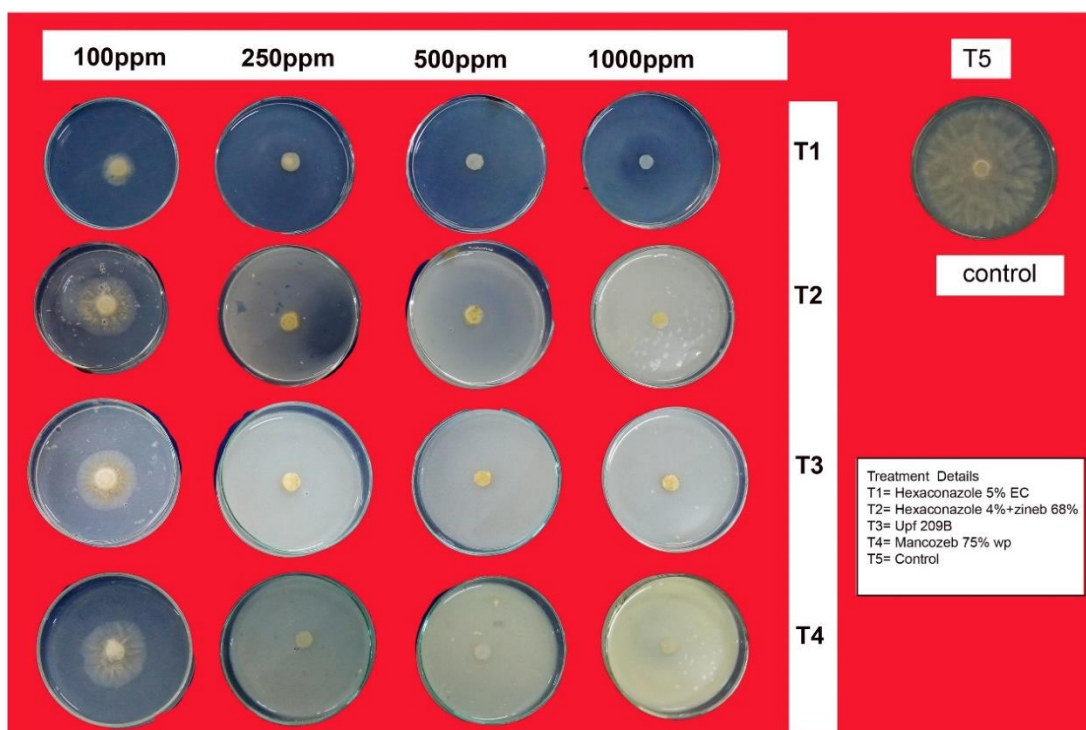 100ppm 250ppm 500ppm 1000ppm
T5
T1
control
T2
T3
Treatment Details
T1= Hexaconazole 5% EC
T2= Hexaconazole 4%+zineb 68%
T3= Upf 209B
T4= Mancozeb 75% wp
T5= Control
T4